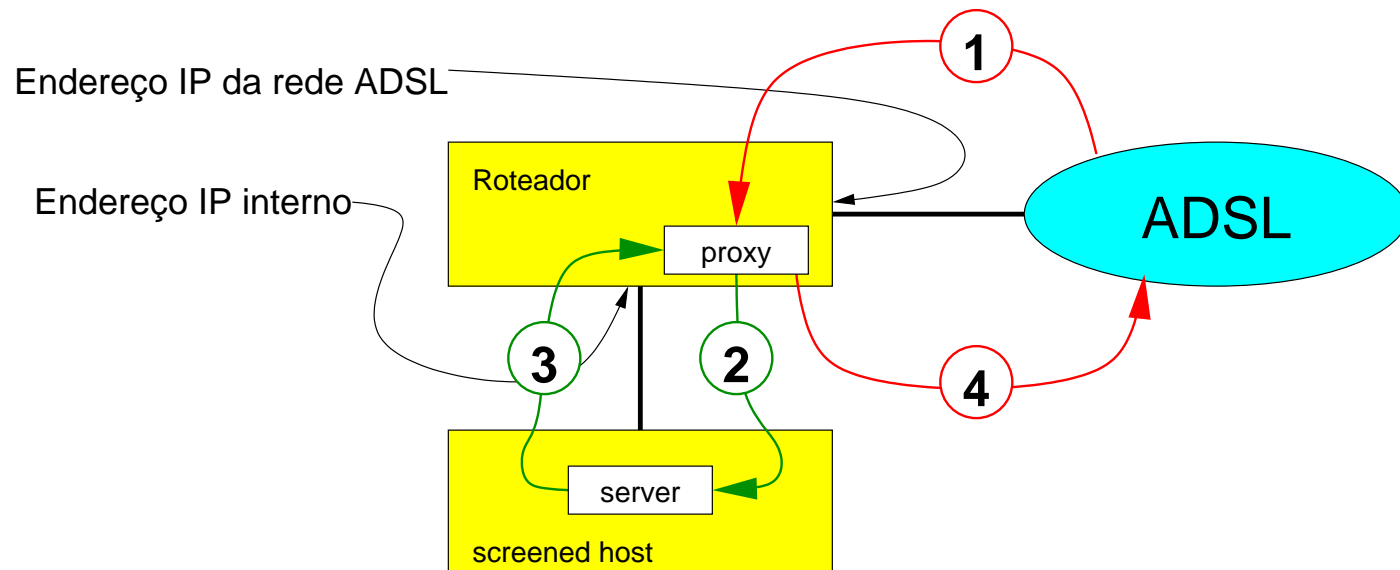 1
Endereço IP da rede ADSL
Roteador
Endereço IP interno
ADSL
proxy
3
2
4
server
screened host